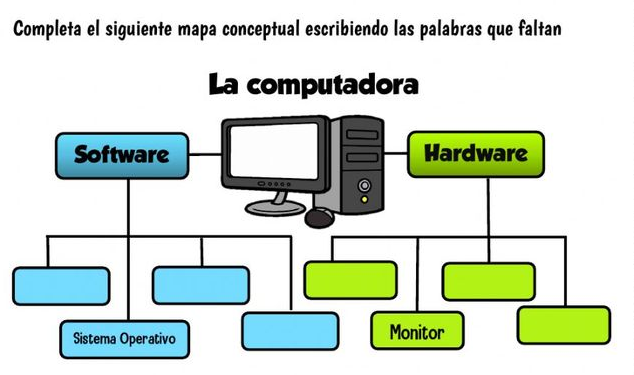 Completa el siguiente mapa conceptual escribiendo las palabras que faltan
La computadora
Software
Hardware
Sistema Operativo
Monitor